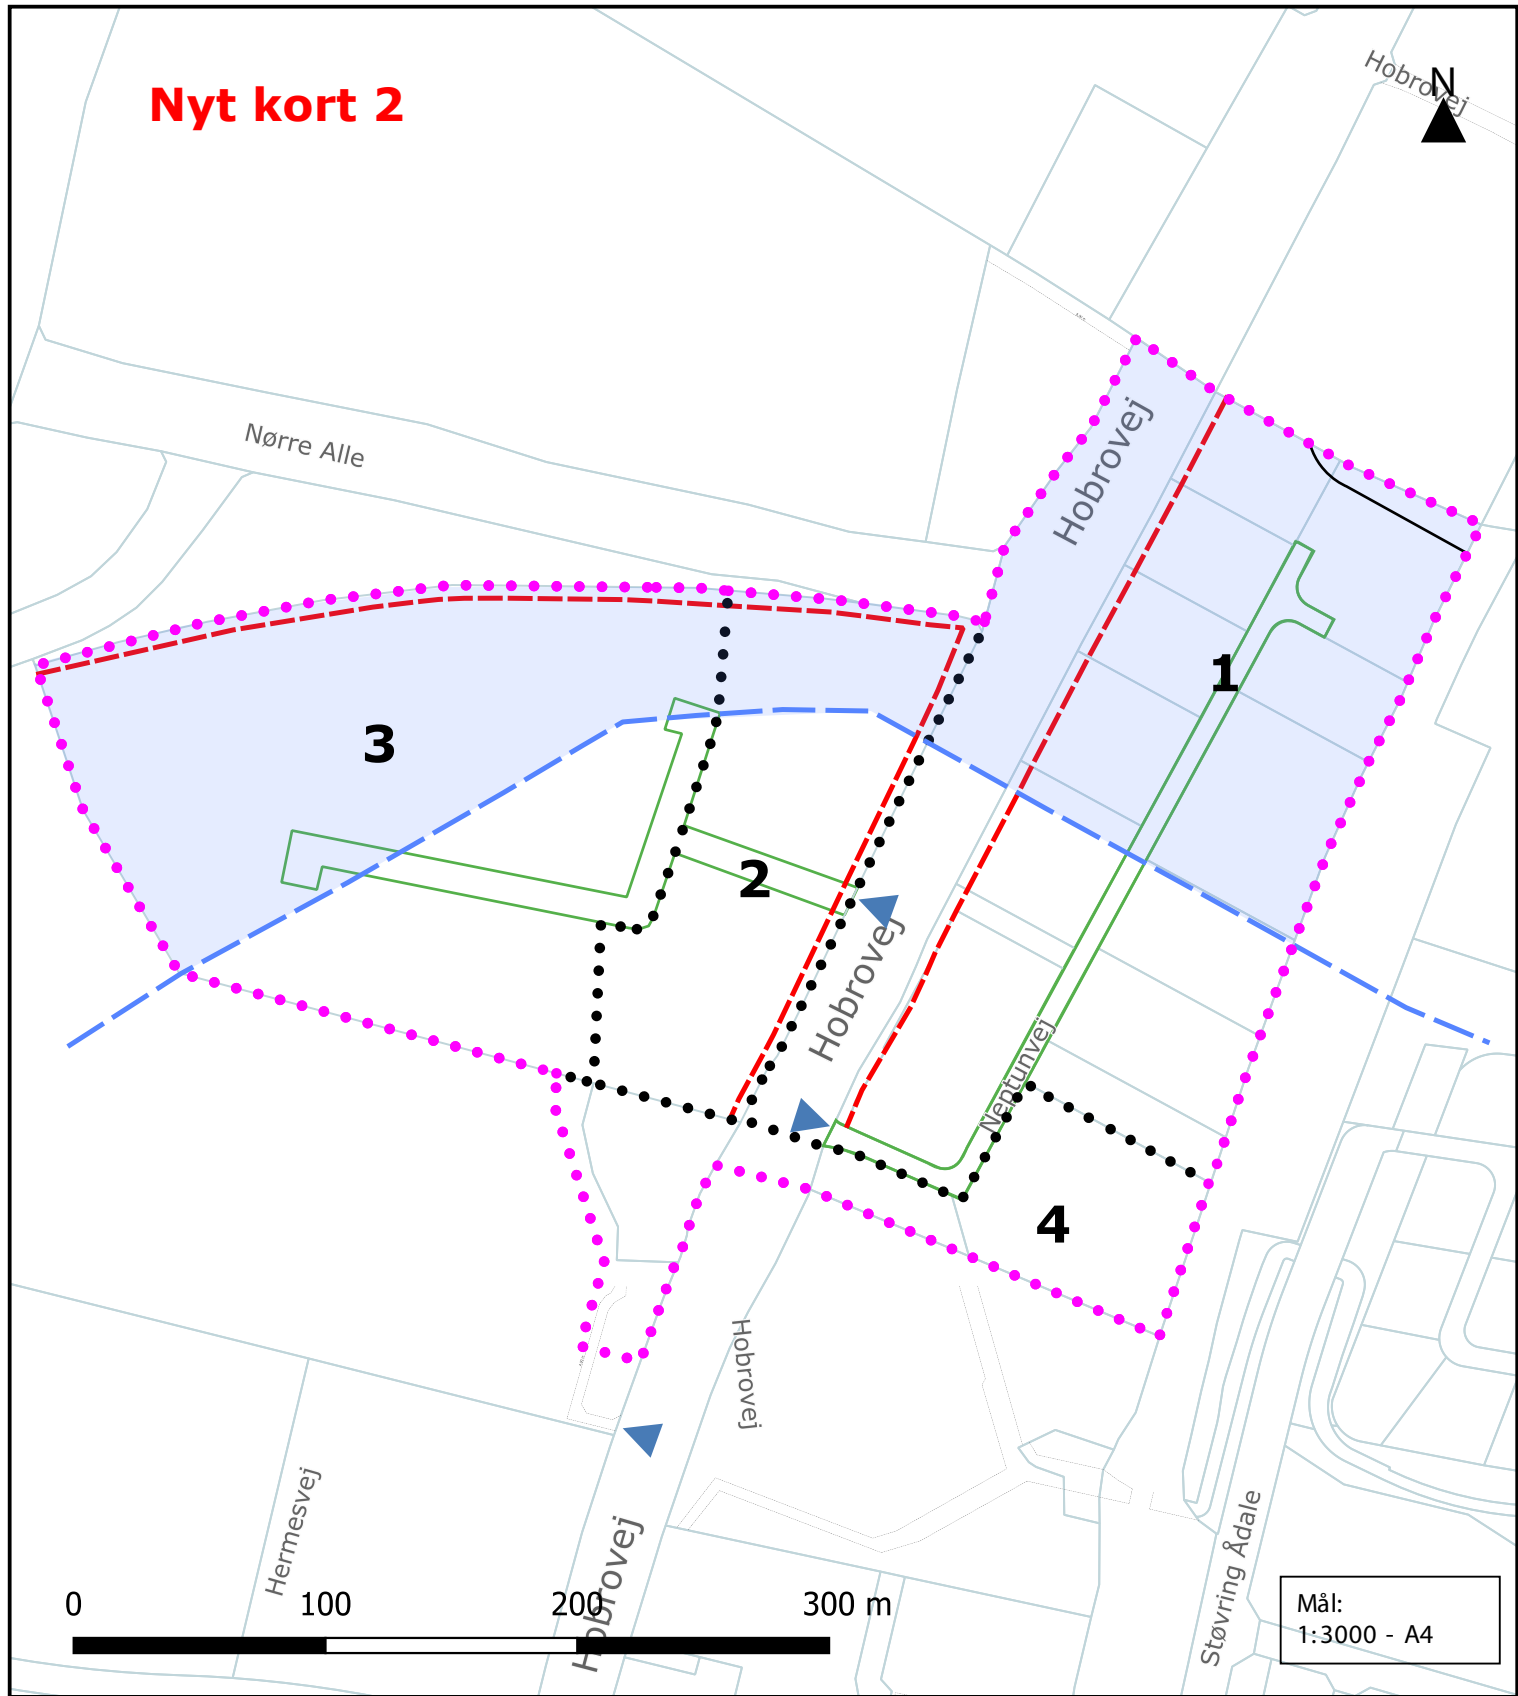 Nyt kort 2
Hobrovej
N
Nørre Alle
Hobrovej
1
3
2
Hobrovej
Neptunvej
4
Hobrovej
Hermesvej
Hobrovej
Støvring Ådale
0 100 200 300 m
Mål:
1:3000 - A4